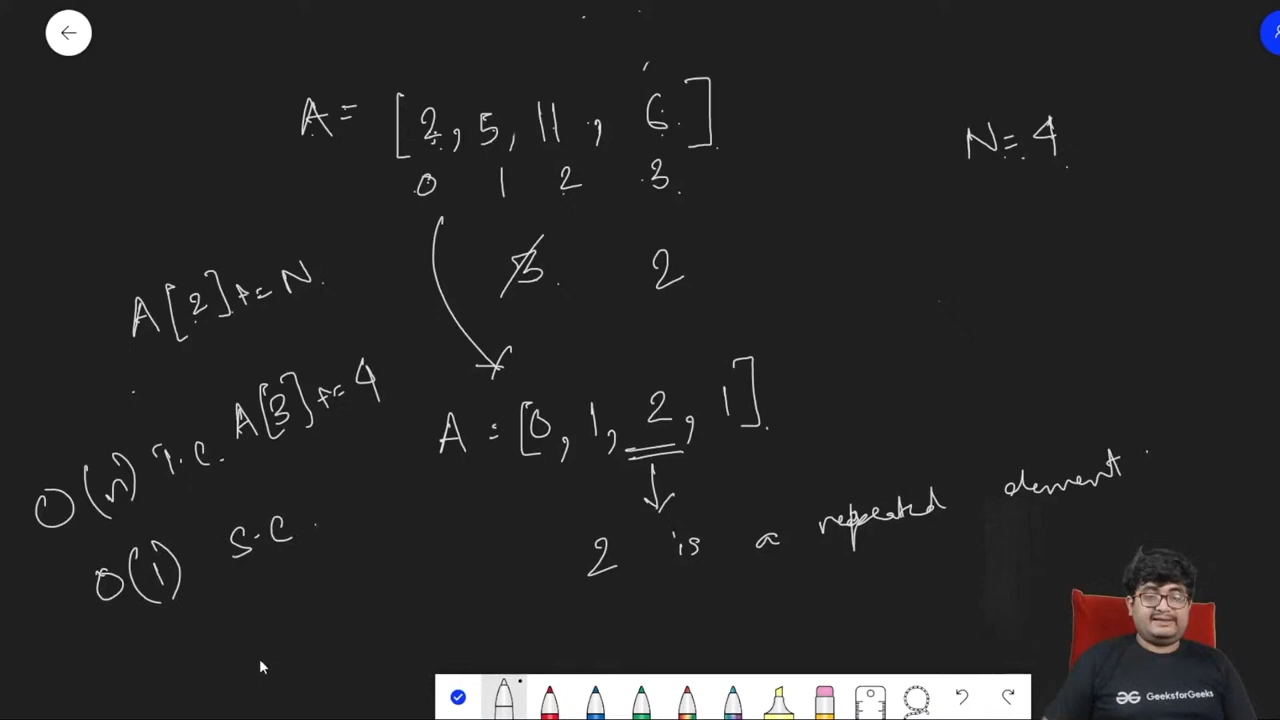 A = [2, 5, 11, 6]
N = 4
0 1 2 3
3 2
A[2] += N
A[3] += 4
A = [0, 1, 2, 1]
O(n) T.C.
O(1) S.C.
2 is a repeated element
GeeksforGeeks